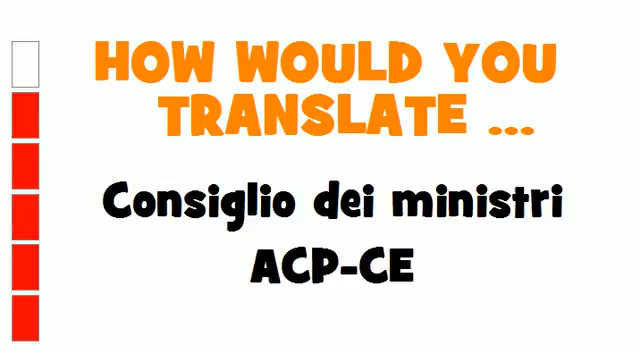 HOW WOULD YOU
TRANSLATE ...
Consiglio dei ministri
ACP-CE